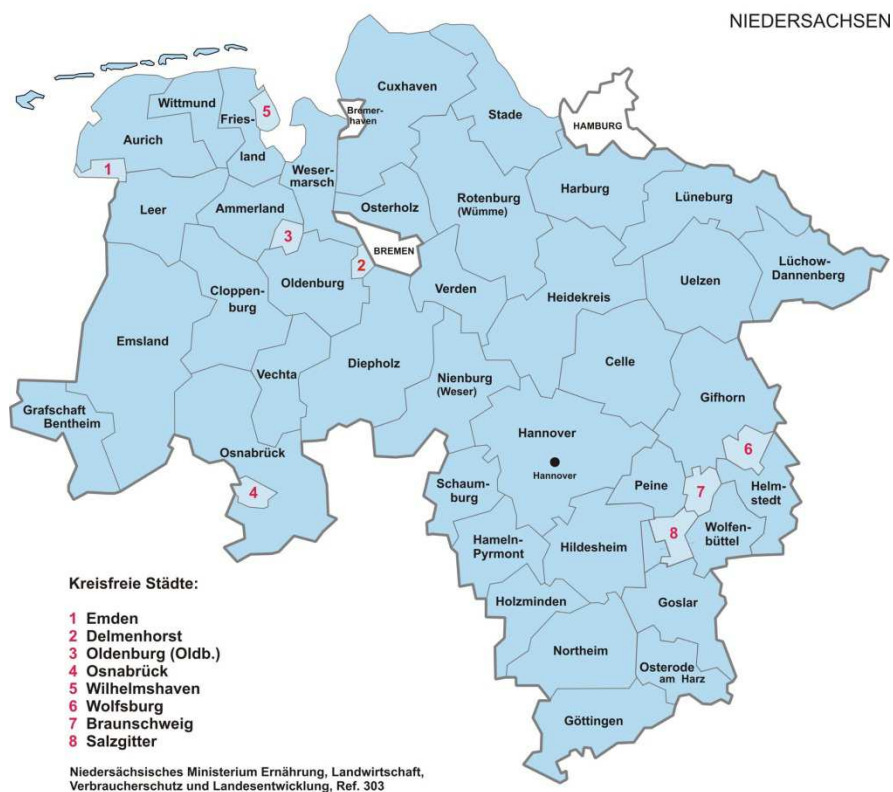 NIEDERSACHSEN
Cuxhaven
Wittmund
Fries-
land
5
Bremer-
haven
Stade
HAMBURG
Aurich
1
Weser-
marsch
Harburg
Lüneburg
Leer
Ammerland
Osterholz
Rotenburg
(Wümme)
3
BREMEN
2
Oldenburg
Cloppen-
burg
Verden
Heidekreis
Uelzen
Lüchow-
Dannenberg
Emsland
Vechta
Diepholz
Nienburg
(Weser)
Celle
Gifhorn
Grafschaft
Bentheim
Osnabrück
4
Hannover
Hannover
6
Schaum-
burg
Peine
7
Helm-
stedt
Hameln-
Pyrmont
Hildesheim
8
Wolfen-
büttel
Holzminden
Goslar
Northeim
Osterode
am Harz
Göttingen
Kreisfreie Städte:
1 Emden
2 Delmenhorst
3 Oldenburg (Oldb.)
4 Osnabrück
5 Wilhelmshaven
6 Wolfsburg
7 Braunschweig
8 Salzgitter
Niedersächsisches Ministerium Ernährung, Landwirtschaft,
Verbraucherschutz und Landesentwicklung, Ref. 303